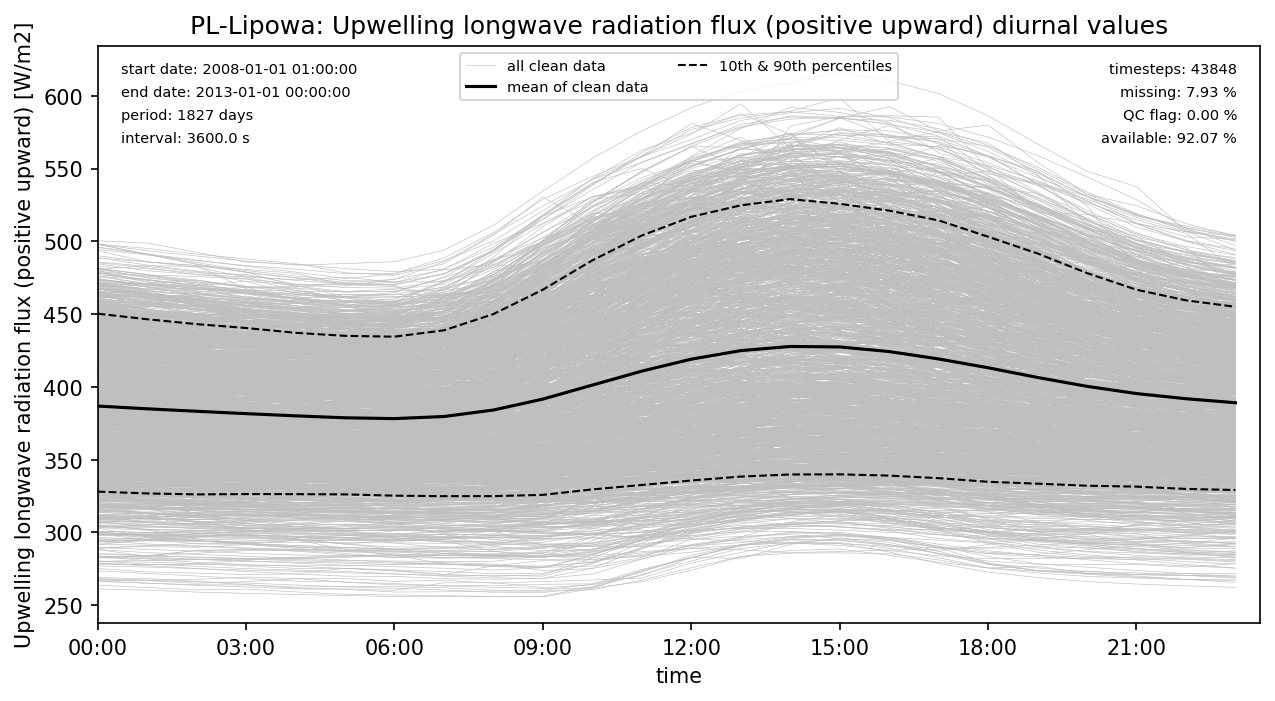 PL-Lipowa: Upwelling longwave radiation flux (positive upward) diurnal values
Upwelling longwave radiation flux (positive upward) [W/m2]
start date: 2008-01-01 01:00:00
end date: 2013-01-01 00:00:00
period: 1827 days
interval: 3600.0 s
all clean data
mean of clean data
10th & 90th percentiles
timesteps: 43848
missing: 7.93 %
QC flag: 0.00 %
available: 92.07 %
600
550
500
450
400
350
300
250
00:00 03:00 06:00 09:00 12:00 15:00 18:00 21:00
time